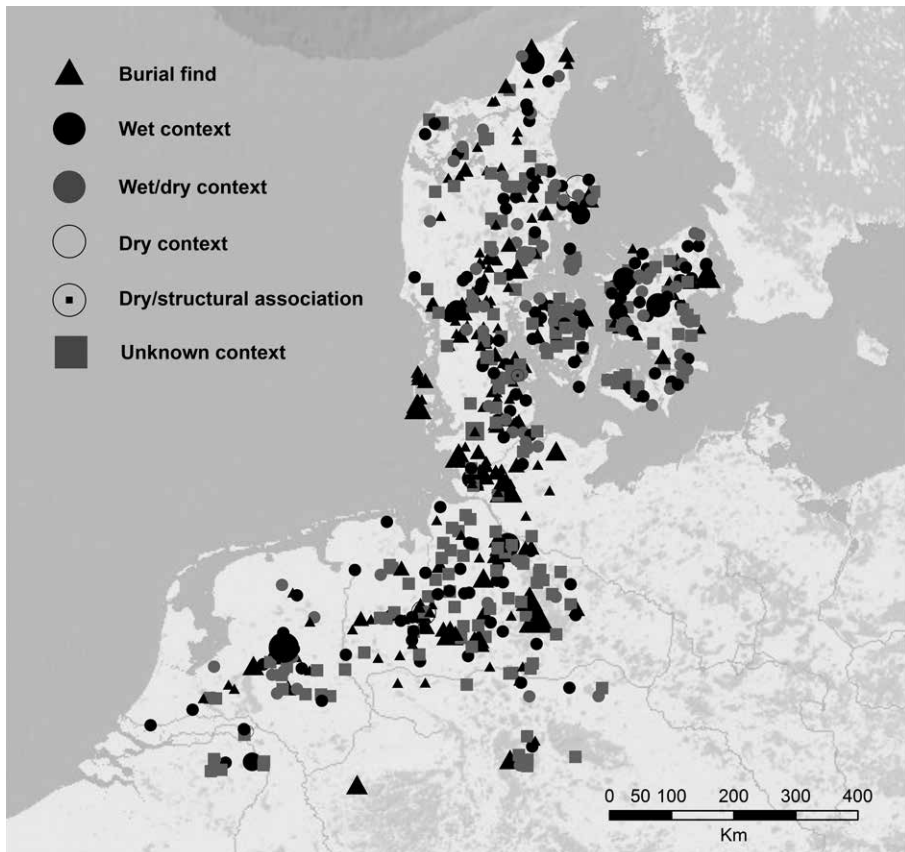 Burial find
Wet context
Wet/dry context
Dry context
Dry/structural association
Unknown context
0 50 100 200 300 400
Km